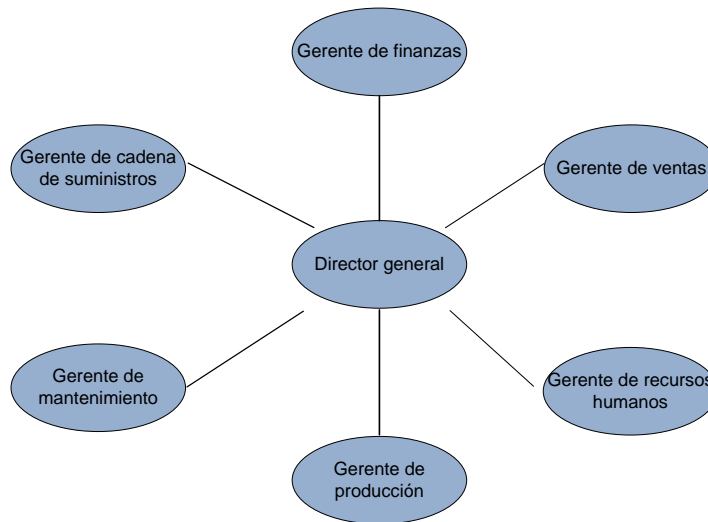 Gerente de finanzas
Gerente de cadena
de suministros
Gerente de ventas
Director general
Gerente de
mantenimiento
Gerente de recursos
humanos
Gerente de
producción